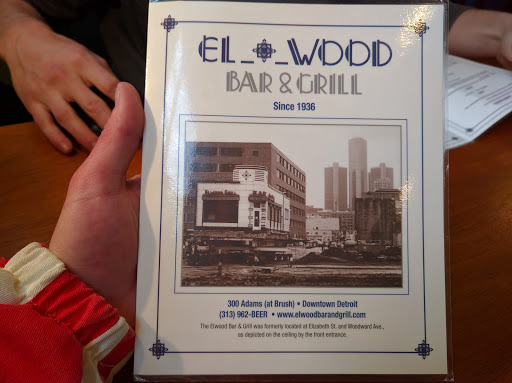 EL WOOD
BAR & GRILL
Since 1936
300 Adams (at Brush) • Downtown Detroit
(313) 962-BEER • www.elwoodbarandgrill.com
The Elwood Bar & Grill was formerly located at Elizabeth St. and Woodward Ave.,
as depicted on the ceiling by the front entrance.